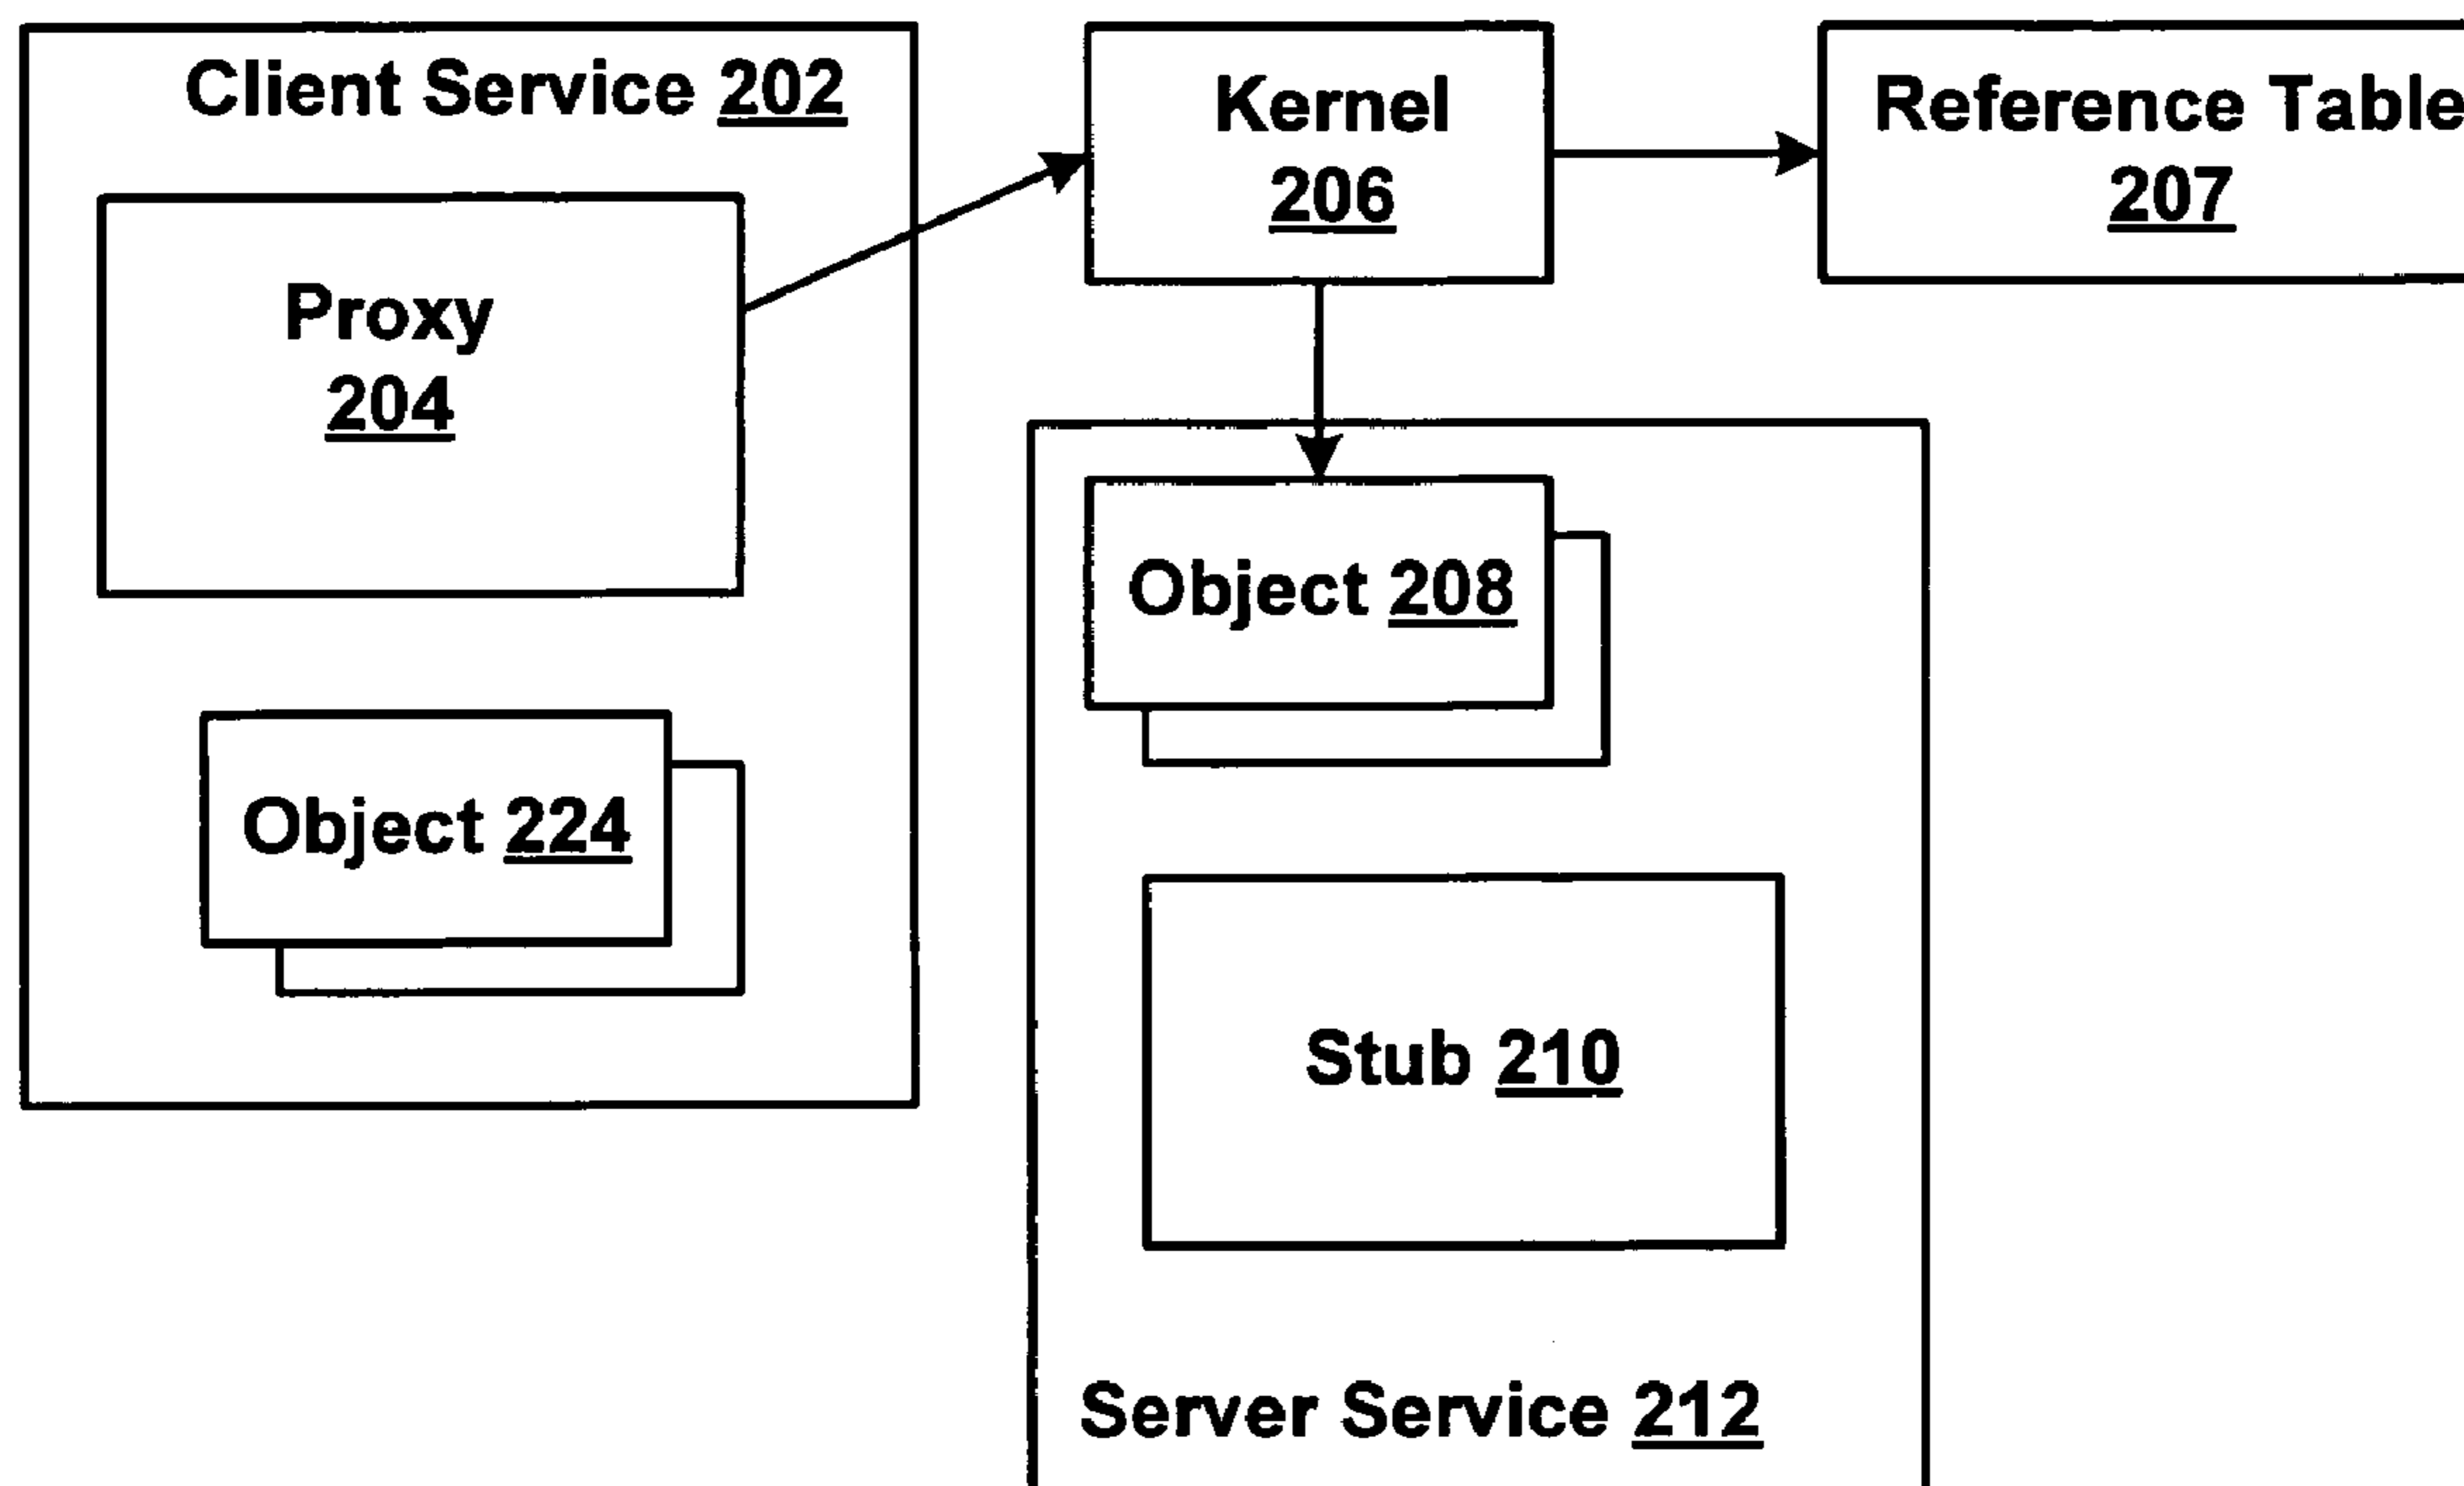 Client Service 202
Kernel
206
Reference Table
207
Proxy
204
Object 208
Object 224
Stub 210
Server Service 212